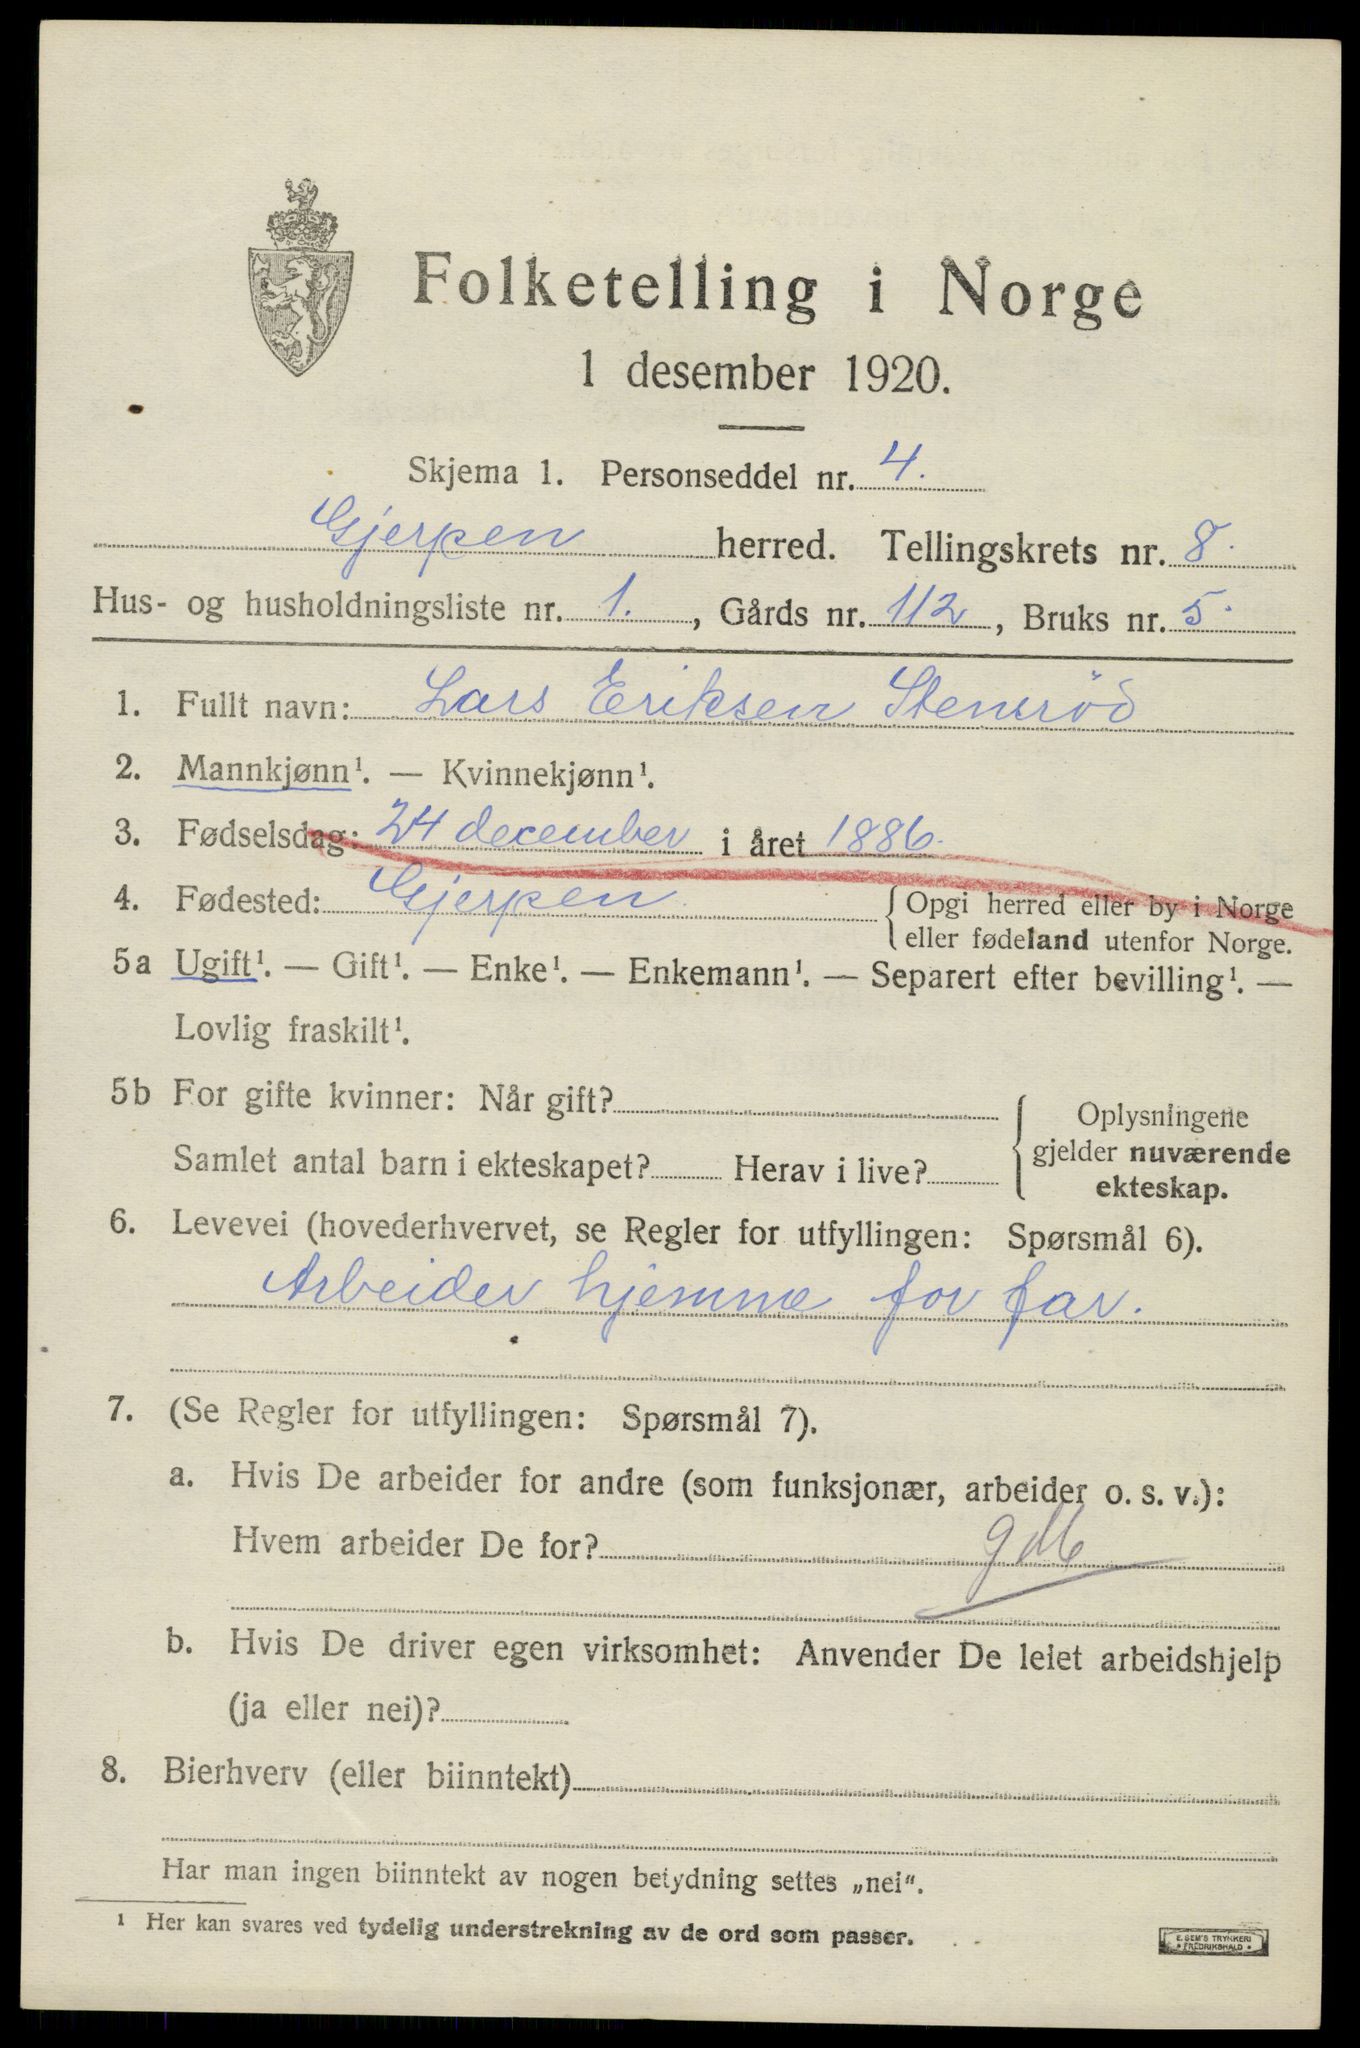 Folketelling i Norge
1 desember 1920.
Skjema 1. Personseddel nr. 4.
Gjerpen herred. Tellingskrets nr. 8.
Hus- og husholdningsliste nr. 1. , Gårds nr. 112 , Bruks nr. 5.
1. Fullt navn: Lars Eriksen Stensröd
2. Mannkjønn¹. — Kvinnekjønn¹.
3. Fødselsdag: 24 december i året 1886.
4. Fødested: Gjerpen { Opgi herred eller by i Norge
eller fødeland utenfor Norge.
5a Ugift¹. — Gift¹. — Enke¹. — Enkemann¹. — Separert efter bevilling¹. —
Lovlig fraskilt¹.
5b For gifte kvinner: Når gift?
Samlet antal barn i ekteskapet? Herav i live?
{ Oplysningene
gjelder nuværende
ekteskap.
6. Levevei (hovederhvervet, se Regler for utfyllingen: Spørsmål 6).
Arbeider hjemme for far.
7. (Se Regler for utfyllingen: Spørsmål 7).
a. Hvis De arbeider for andre (som funksjonær, arbeider o. s. v.):
Hvem arbeider De for?
b. Hvis De driver egen virksomhet: Anvender De leiet arbeidshjelp
(ja eller nei)?
8. Bierhverv (eller biinntekt)
Har man ingen biinntekt av nogen betydning settes „nei“.
¹ Her kan svares ved tydelig understrekning av de ord som passer.
E. SEM'S TRYKKERI
FREDRIKSHALD